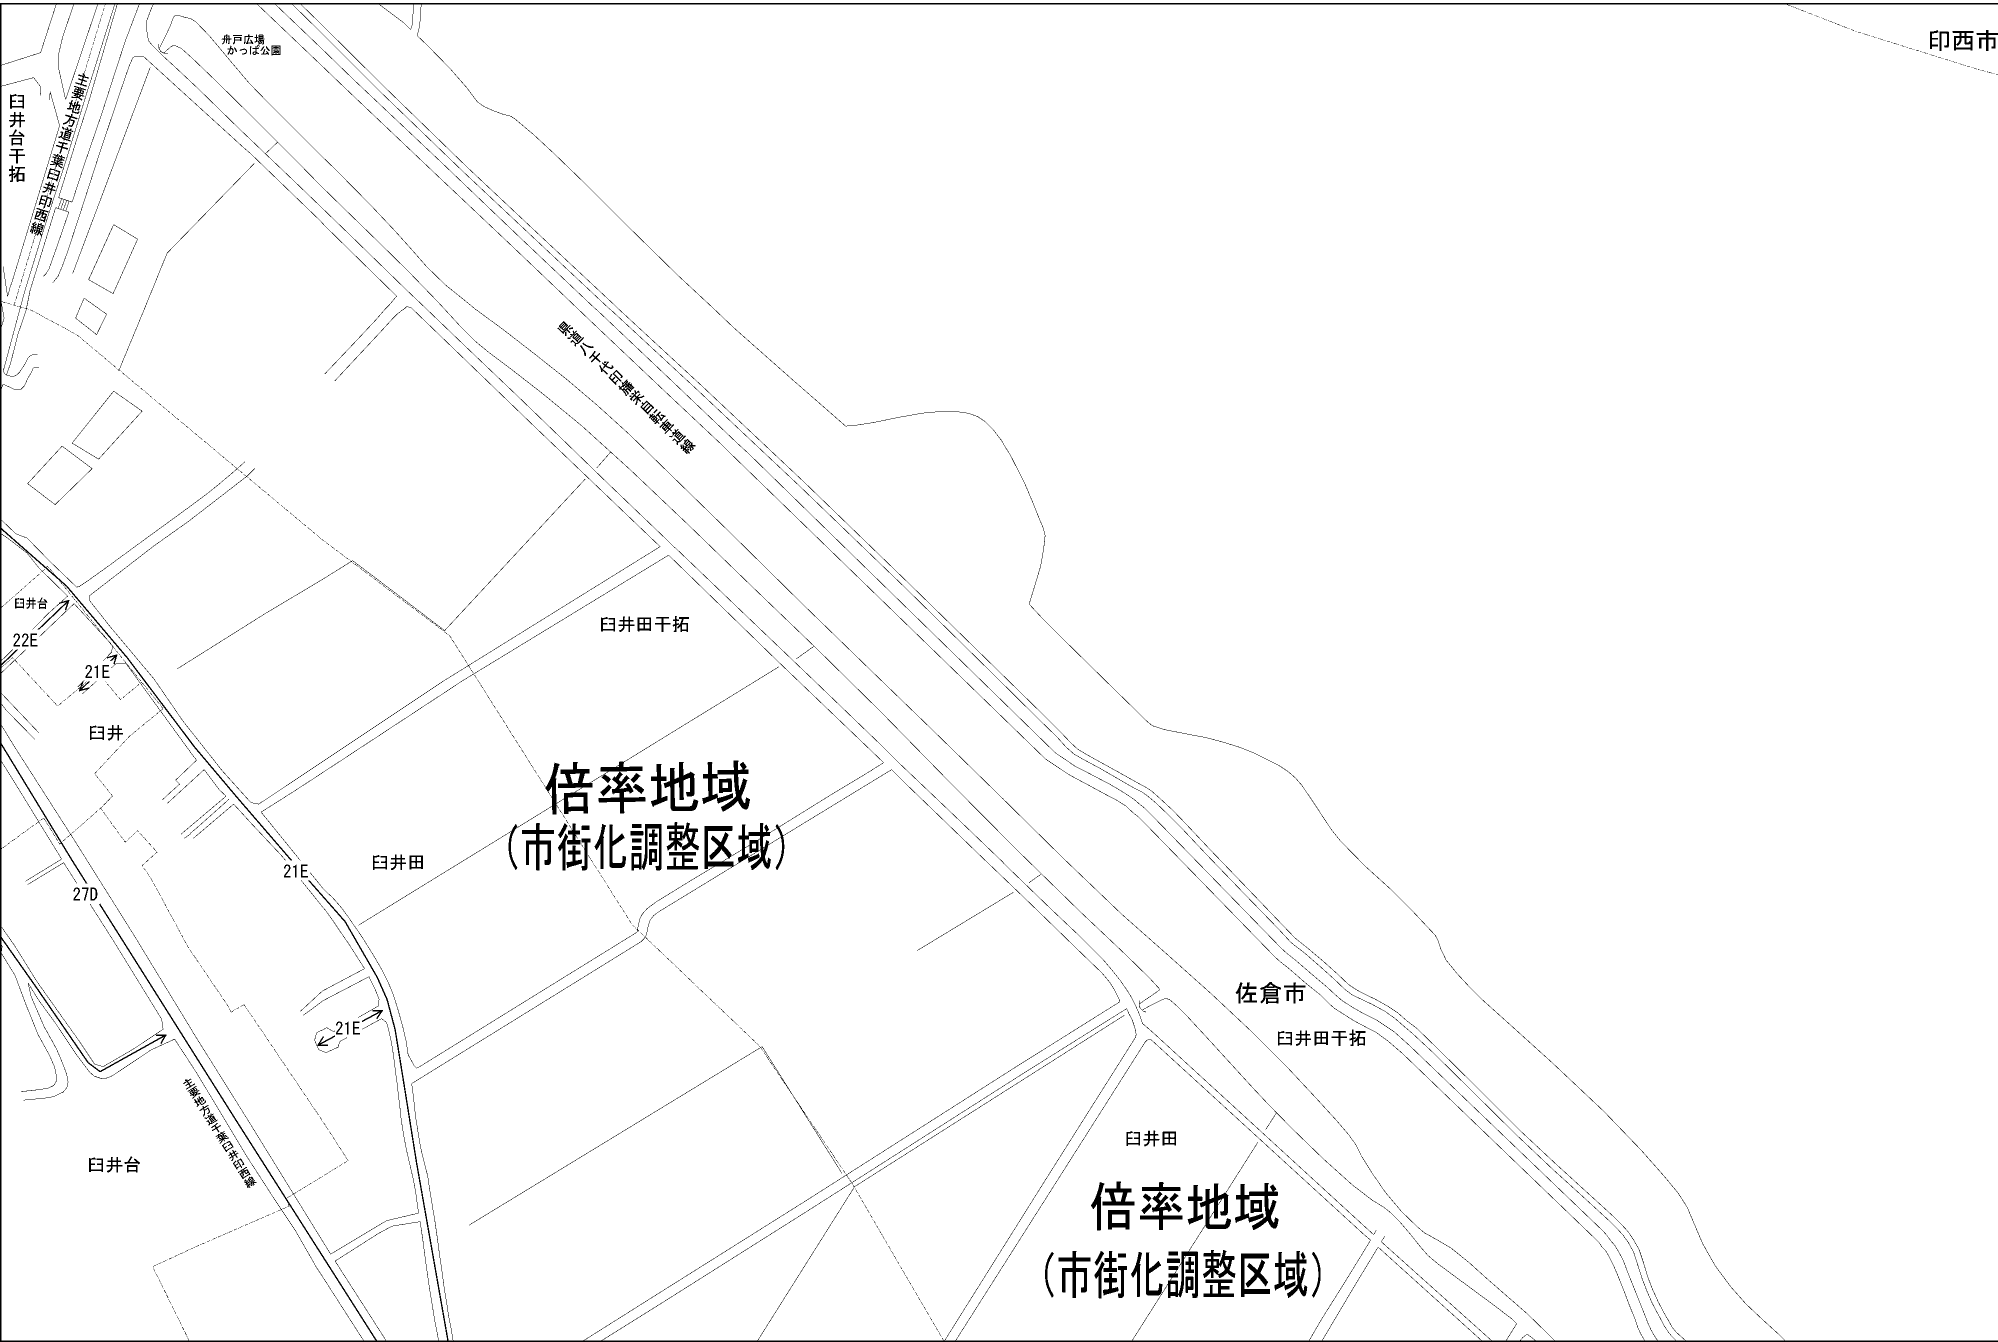 舟戸広場
かっぱ公園
印西市
主要地方道千葉臼井印西線
臼井台干拓
県道八千代印旛栄自転車道線
臼井台
22E
21E
臼井田干拓
臼井
倍率地域
（市街化調整区域）
臼井田
21E
27D
佐倉市
臼井田干拓
21E
主要地方道千葉臼井印西線
臼井田
臼井台
倍率地域
（市街化調整区域）